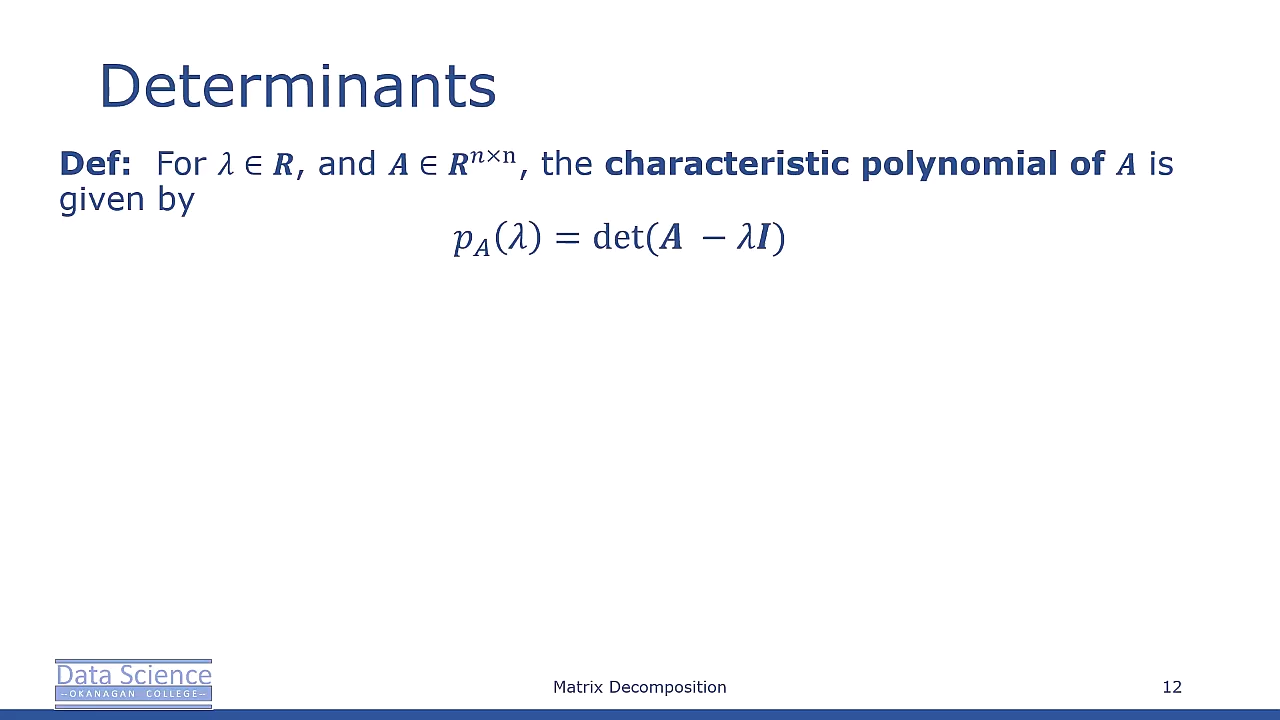 Determinants
Def: For λ ∈ R, and A ∈ Rⁿˣⁿ, the characteristic polynomial of A is
given by
p_A(λ) = det(A − λI)
Data Science
—OKANAGAN COLLEGE—
Matrix Decomposition
12